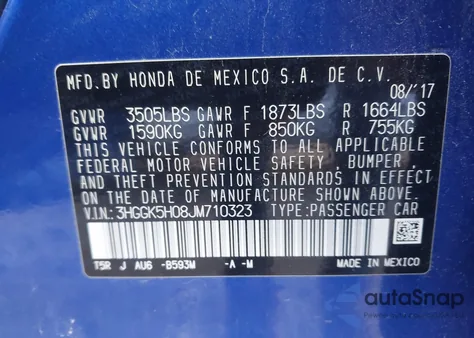 MFD.BY HONDA DE MEXICO S.A. DE C.V.
08/17
GVWR 3505LBS GAWR F 1873LBS R 1664LBS
GVWR 1590KG GAWR F 850KG R 755KG
THIS VEHICLE CONFORMS TO ALL APPLICABLE
FEDERAL MOTOR VEHICLE SAFETY, BUMPER
AND THEFT PREVENTION STANDARDS IN EFFECT
ON THE DATE OF MANUFACTURE SHOWN ABOVE.
V.I.N: 3HGGK5H08JM710323 TYPE:PASSENGER CAR
T5R J AU6 -B593M -A -M
MADE IN MEXICO
autoSnap